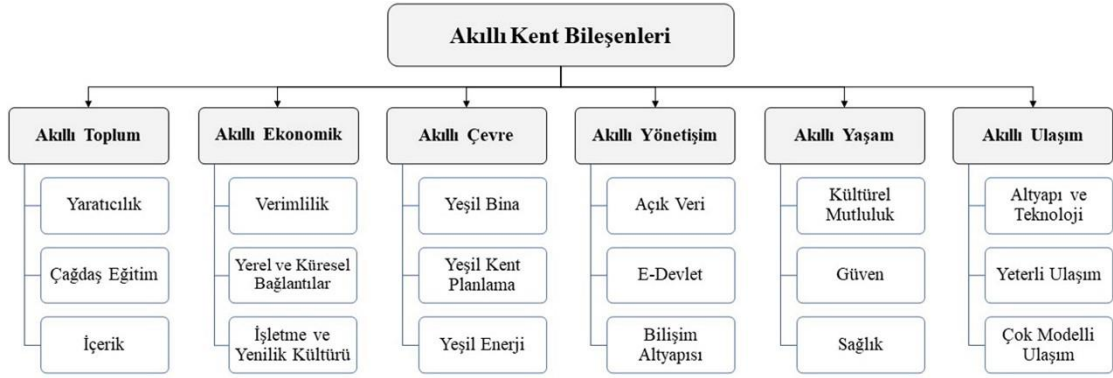 Akıllı Kent Bileşenleri
Akıllı Toplum
Yaratıcılık
Çağdaş Eğitim
İçerik
Akıllı Ekonomik
Verimlilik
Yerel ve Küresel
Bağlantılar
İşletme ve
Yenilik Kültürü
Akıllı Çevre
Yeşil Bina
Yeşil Kent
Planlama
Yeşil Enerji
Akıllı Yönetişim
Açık Veri
E-Devlet
Bilişim
Altyapısı
Akıllı Yaşam
Kültürel
Mutluluk
Güven
Sağlık
Akıllı Ulaşım
Altyapı ve
Teknoloji
Yeterli Ulaşım
Çok Modelli
Ulaşım